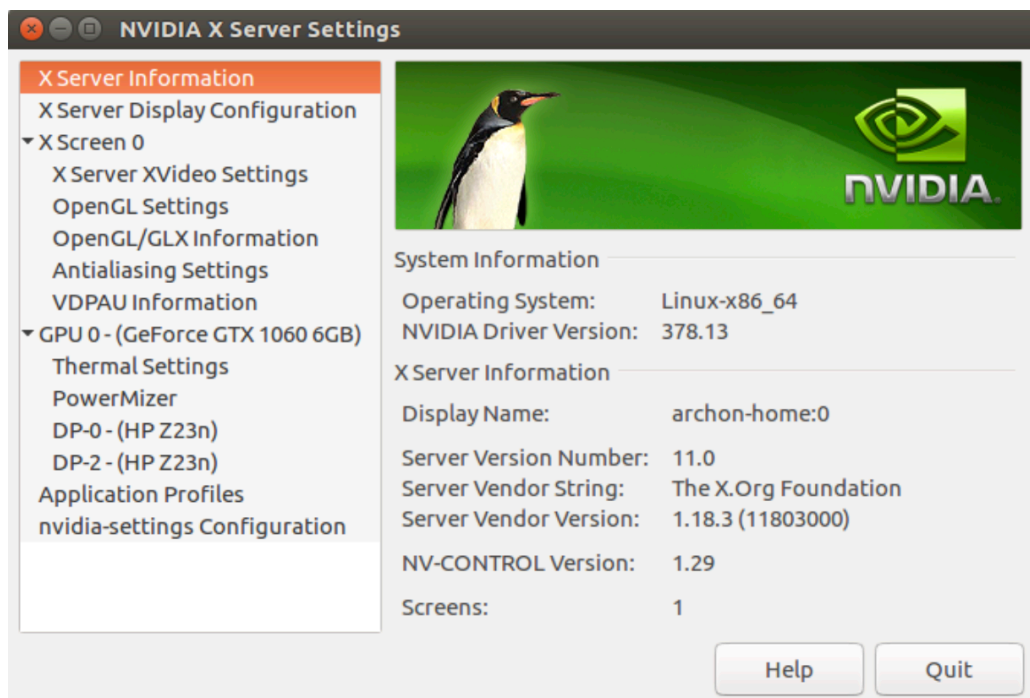 NVIDIA X Server Settings
X Server Information
X Server Display Configuration
X Screen 0
X Server XVideo Settings
OpenGL Settings
OpenGL/GLX Information
Antialiasing Settings
VDPAU Information
GPU 0 - (GeForce GTX 1060 6GB)
Thermal Settings
PowerMizer
DP-0 - (HP Z23n)
DP-2 - (HP Z23n)
Application Profiles
nvidia-settings Configuration
NVIDIA.
System Information
Operating System: Linux-x86_64
NVIDIA Driver Version: 378.13
X Server Information
Display Name: archon-home:0
Server Version Number: 11.0
Server Vendor String: The X.Org Foundation
Server Vendor Version: 1.18.3 (11803000)
NV-CONTROL Version: 1.29
Screens: 1
Help Quit